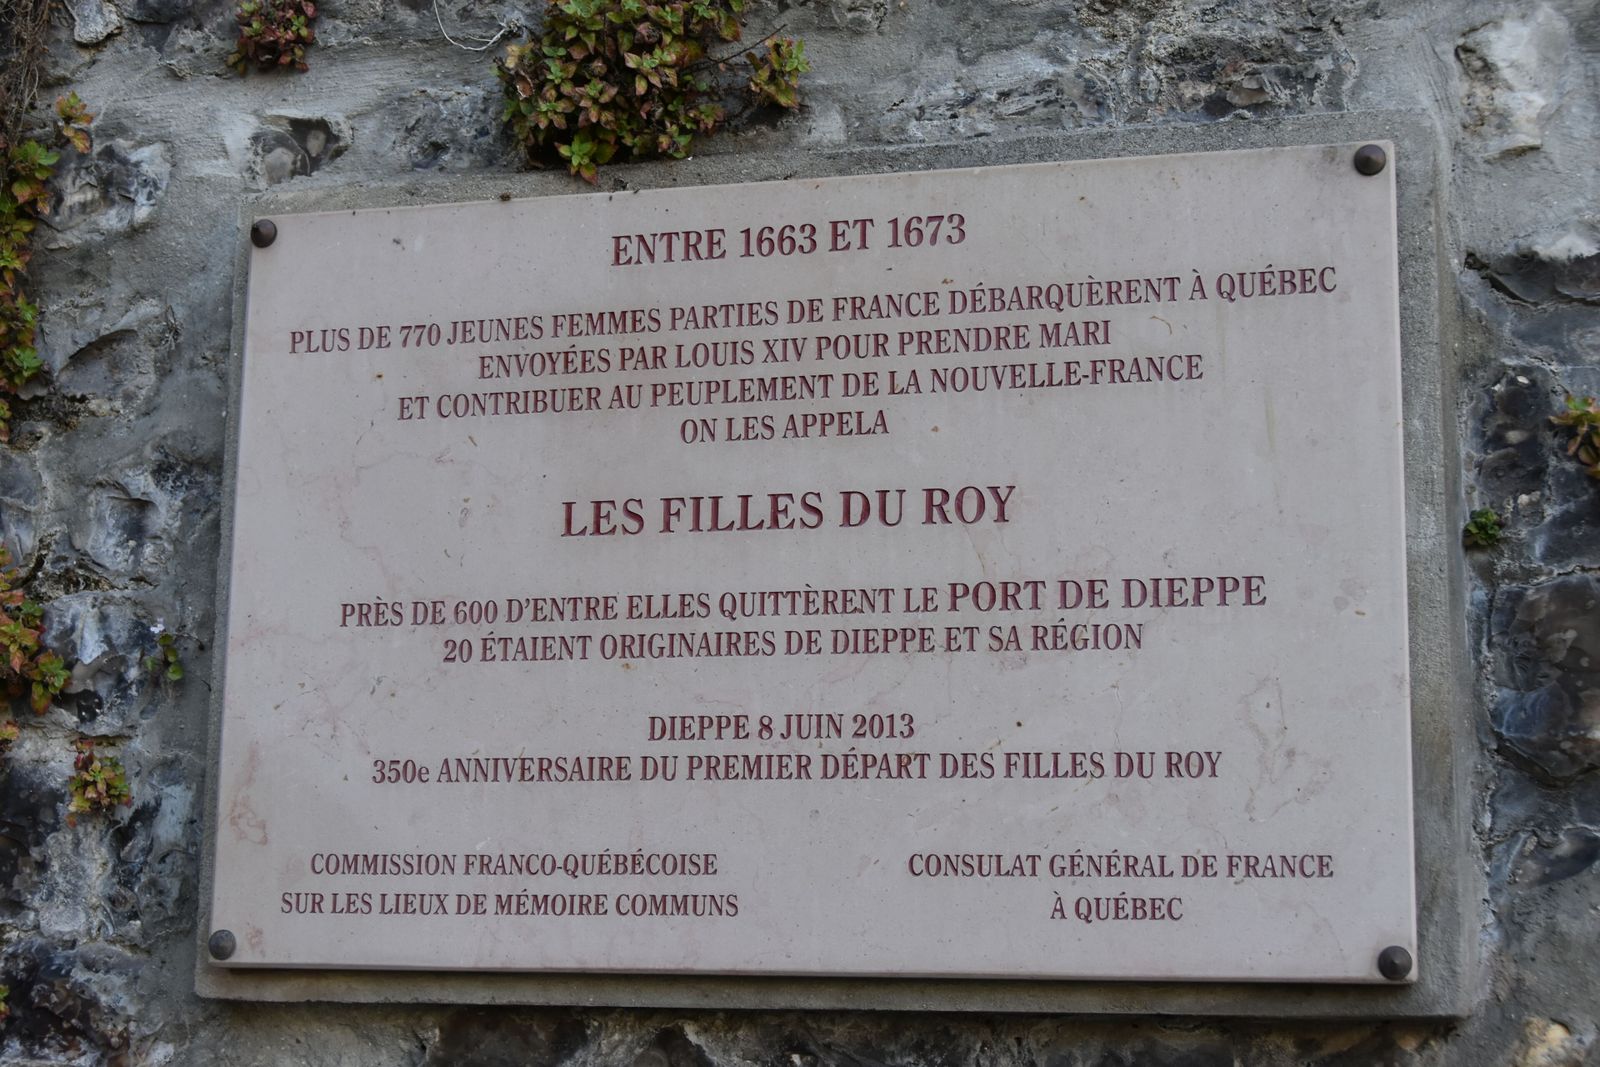 ENTRE 1663 ET 1673
PLUS DE 770 JEUNES FEMMES PARTIES DE FRANCE DÉBARQUÈRENT À QUÉBEC
ENVOYÉES PAR LOUIS XIV POUR PRENDRE MARI
ET CONTRIBUER AU PEUPLEMENT DE LA NOUVELLE-FRANCE
ON LES APPELA
LES FILLES DU ROY
PRÈS DE 600 D'ENTRE ELLES QUITTÈRENT LE PORT DE DIEPPE
20 ÉTAIENT ORIGINAIRES DE DIEPPE ET SA RÉGION
DIEPPE 8 JUIN 2013
350e ANNIVERSAIRE DU PREMIER DÉPART DES FILLES DU ROY
COMMISSION FRANCO-QUÉBÉCOISE
SUR LES LIEUX DE MÉMOIRE COMMUNS
CONSULAT GÉNÉRAL DE FRANCE
À QUÉBEC